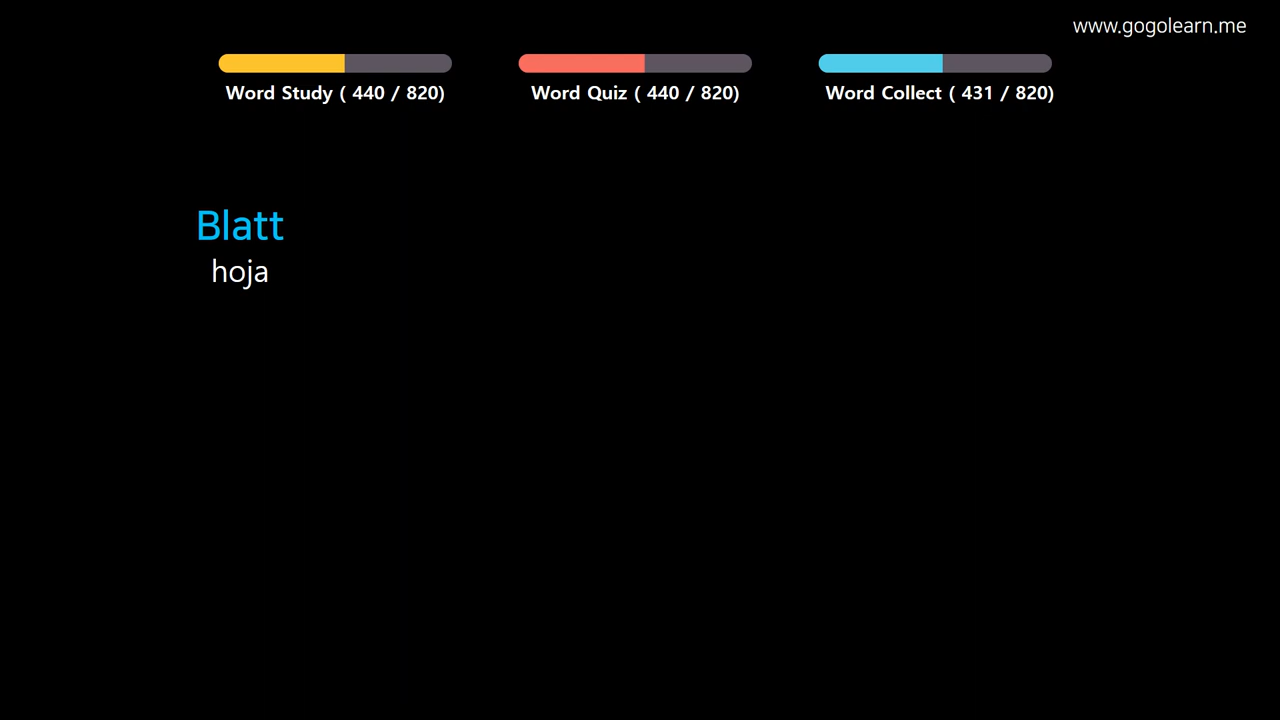 www.gogolearn.me
Word Study ( 440 / 820)
Word Quiz ( 440 / 820)
Word Collect ( 431 / 820)
Blatt
hoja